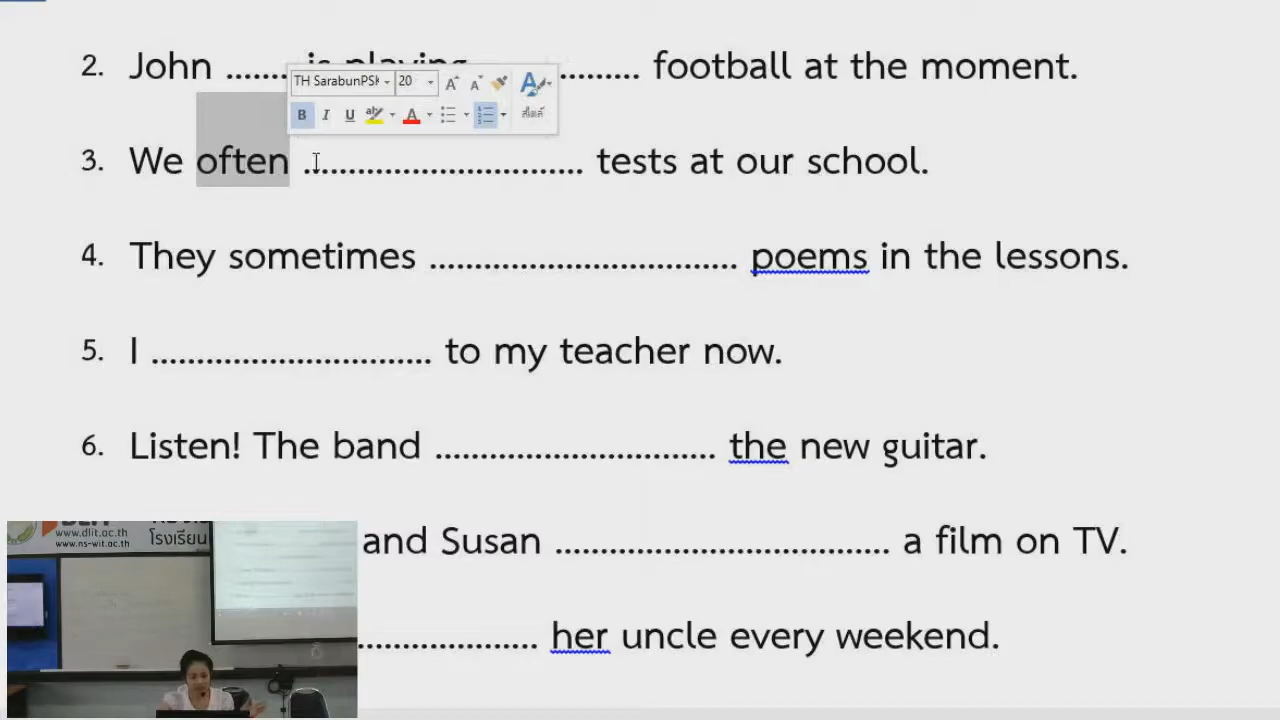 2. John ....... is playing ......... football at the moment.
TH SarabunPSK 20
B I U aby A สไตล์
3. We often ............................... tests at our school.
4. They sometimes .................................. poems in the lessons.
5. I ............................... to my teacher now.
6. Listen! The band ............................... the new guitar.
www.dlit.ac.th
โรงเรียน
www.ns-wit.ac.th
and Susan ..................................... a film on TV.
.................... her uncle every weekend.